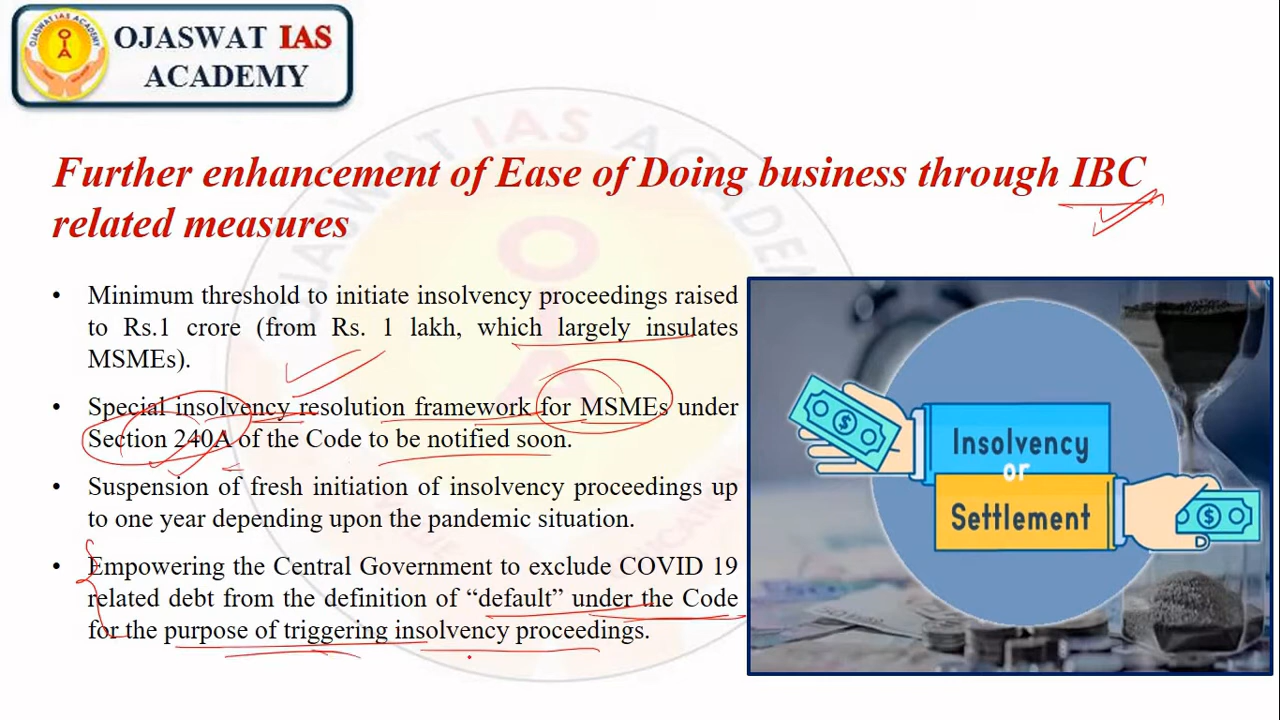 OJASWAT IAS
ACADEMY
Further enhancement of Ease of Doing business through IBC
related measures
• Minimum threshold to initiate insolvency proceedings raised
to Rs.1 crore (from Rs. 1 lakh, which largely insulates
MSMEs).
• Special insolvency resolution framework for MSMEs under
Section 240A of the Code to be notified soon.
• Suspension of fresh initiation of insolvency proceedings up
to one year depending upon the pandemic situation.
• Empowering the Central Government to exclude COVID 19
related debt from the definition of “default” under the Code
for the purpose of triggering insolvency proceedings.
Insolvency
or
Settlement